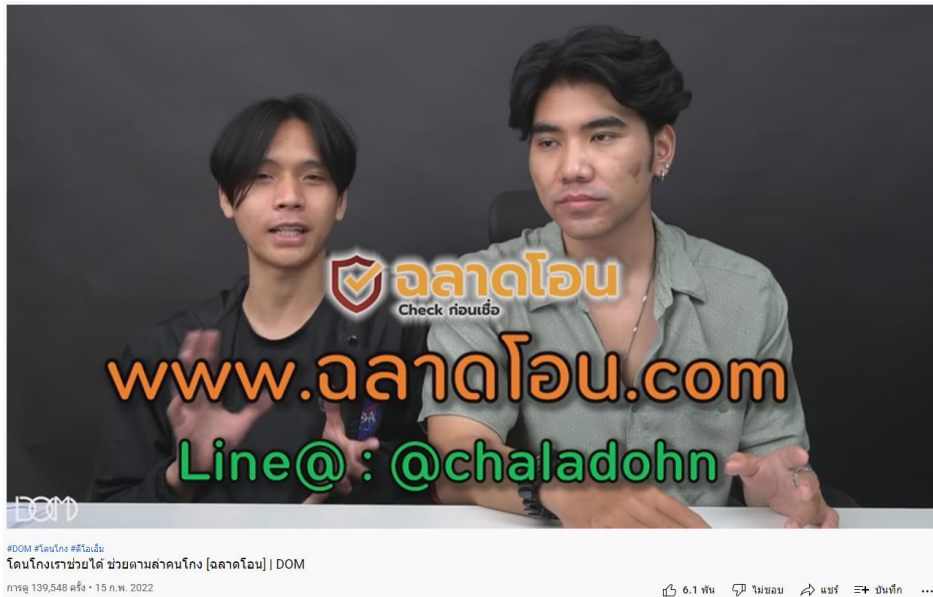 ฉลาดโอน
Check ก่อนเชื่อ
www.ฉลาดโอน.com
Line@ : @chaladohn
DOM
#DOM #โดนโกง #ดีโอเอ็ม
โดนโกงเราช่วยได้ ช่วยตามล่าคนโกง [ฉลาดโอน] | DOM
การดู 139,548 ครั้ง • 15 ก.พ. 2022
6.1 พัน ไม่ชอบ แชร์ บันทึก